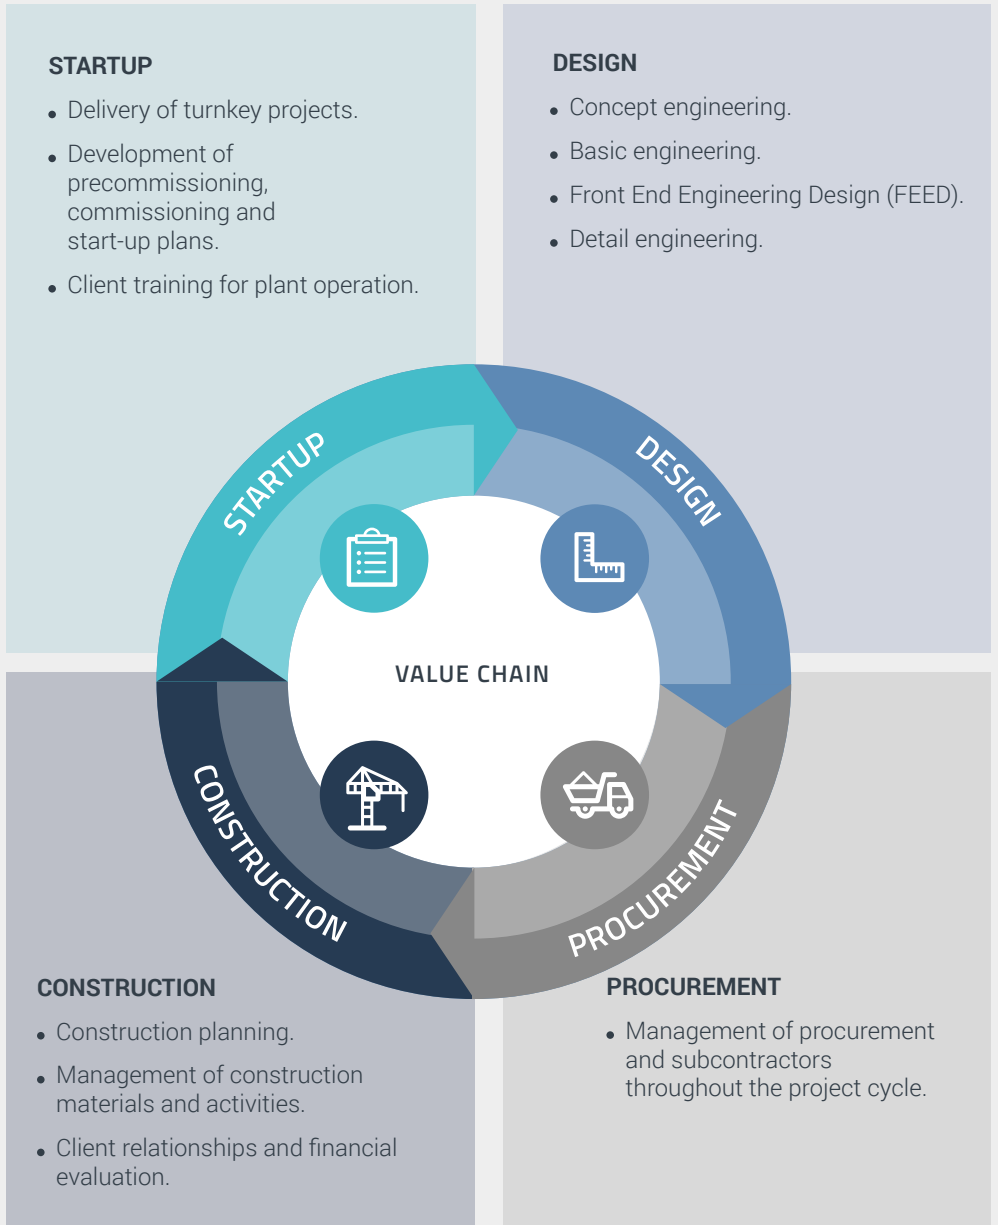 STARTUP
• Delivery of turnkey projects.
• Development of
precommissioning,
commissioning and
start-up plans.
• Client training for plant operation.
DESIGN
• Concept engineering.
• Basic engineering.
• Front End Engineering Design (FEED).
• Detail engineering.
STARTUP
DESIGN
VALUE CHAIN
CONSTRUCTION
PROCUREMENT
CONSTRUCTION
• Construction planning.
• Management of construction
materials and activities.
• Client relationships and financial
evaluation.
PROCUREMENT
• Management of procurement
and subcontractors
throughout the project cycle.